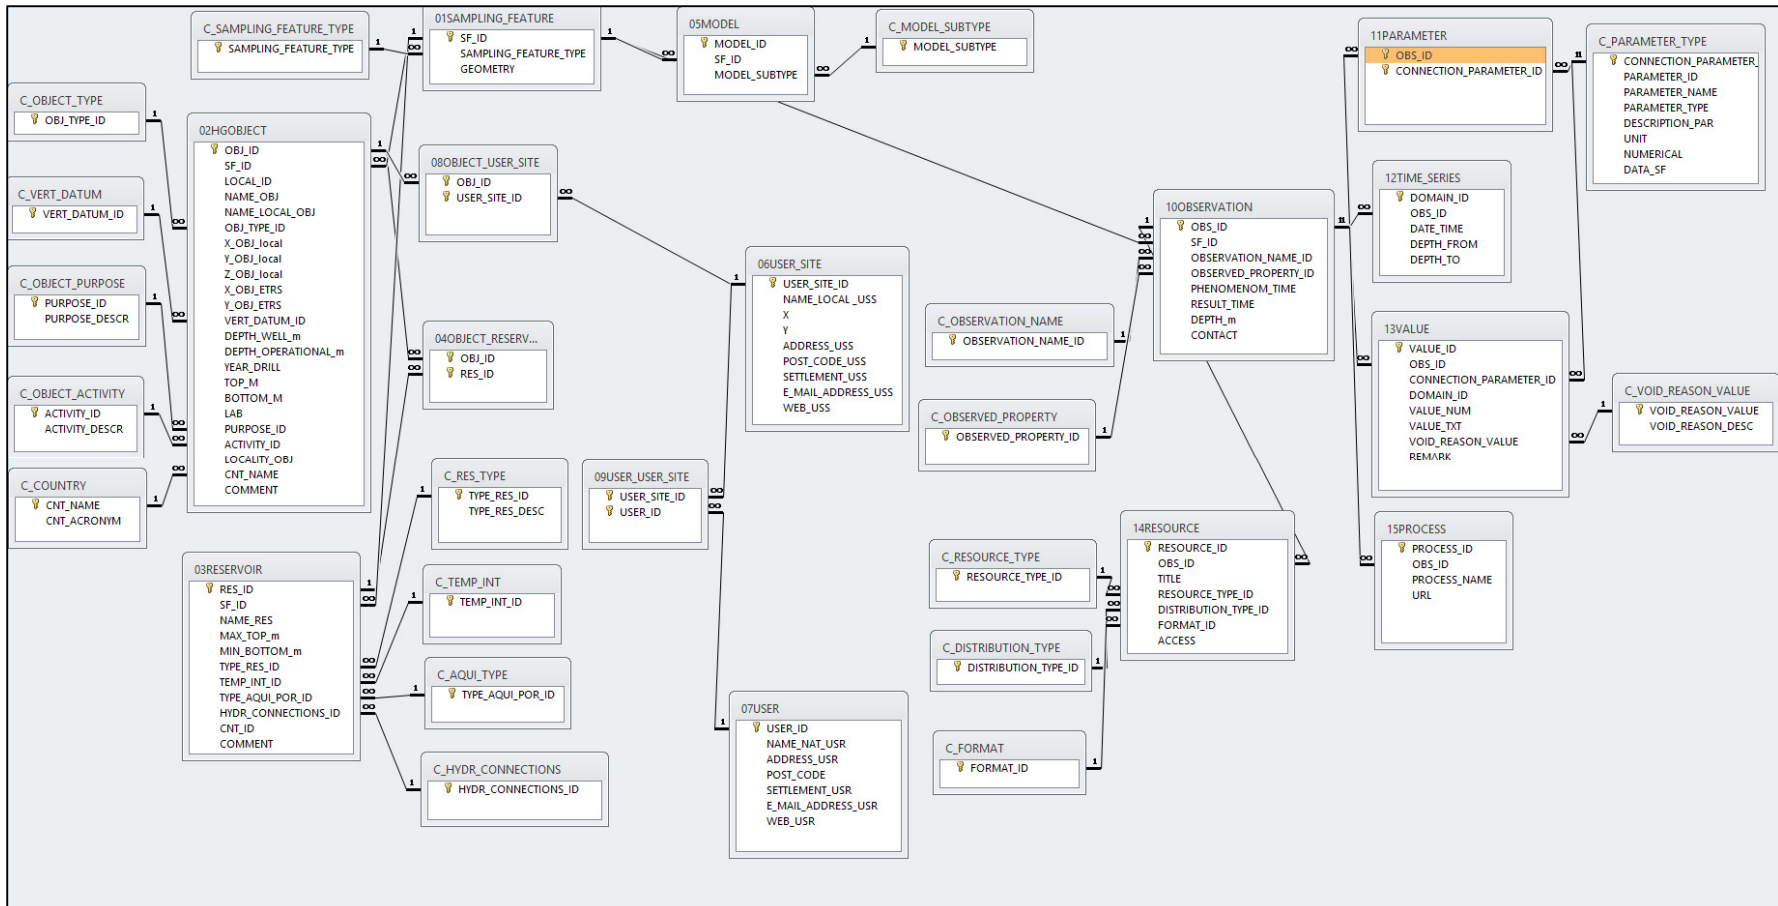 C_SAMPLING_FEATURE_TYPE
SAMPLING_FEATURE_TYPE
01SAMPLING_FEATURE
SF_ID
SAMPLING_FEATURE_TYPE
GEOMETRY
05MODEL
MODEL_ID
SF_ID
MODEL_SUBTYPE
C_MODEL_SUBTYPE
MODEL_SUBTYPE
11PARAMETER
OBS_ID
CONNECTION_PARAMETER_ID
C_PARAMETER_TYPE
CONNECTION_PARAMETER_
PARAMETER_ID
PARAMETER_NAME
PARAMETER_TYPE
DESCRIPTION_PAR
UNIT
NUMERICAL
DATA_SF
C_OBJECT_TYPE
OBJ_TYPE_ID
C_VERT_DATUM
VERT_DATUM_ID
C_OBJECT_PURPOSE
PURPOSE_ID
PURPOSE_DESCR
C_OBJECT_ACTIVITY
ACTIVITY_ID
ACTIVITY_DESCR
C_COUNTRY
CNT_NAME
CNT_ACRONYM
02HGOBJECT
OBJ_ID
SF_ID
LOCAL_ID
NAME_OBJ
NAME_LOCAL_OBJ
OBJ_TYPE_ID
X_OBJ_local
Y_OBJ_local
Z_OBJ_local
X_OBJ_ETRS
Y_OBJ_ETRS
VERT_DATUM_ID
DEPTH_WELL_m
DEPTH_OPERATIONAL_m
YEAR_DRILL
TOP_M
BOTTOM_M
LAB
PURPOSE_ID
ACTIVITY_ID
LOCALITY_OBJ
CNT_NAME
COMMENT
08OBJECT_USER_SITE
OBJ_ID
USER_SITE_ID
04OBJECT_RESERV...
OBJ_ID
RES_ID
06USER_SITE
USER_SITE_ID
NAME_LOCAL _USS
X
Y
ADDRESS_USS
POST_CODE_USS
SETTLEMENT_USS
E_MAIL_ADDRESS_USS
WEB_USS
09USER_USER_SITE
USER_SITE_ID
USER_ID
07USER
USER_ID
NAME_NAT_USR
ADDRESS_USR
POST_CODE
SETTLEMENT_USR
E_MAIL_ADDRESS_USR
WEB_USR
03RESERVOIR
RES_ID
SF_ID
NAME_RES
MAX_TOP_m
MIN_BOTTOM_m
TYPE_RES_ID
TEMP_INT_ID
TYPE_AQUI_POR_ID
HYDR_CONNECTIONS_ID
CNT_ID
COMMENT
C_RES_TYPE
TYPE_RES_ID
TYPE_RES_DESC
C_TEMP_INT
TEMP_INT_ID
C_AQUI_TYPE
TYPE_AQUI_POR_ID
C_HYDR_CONNECTIONS
HYDR_CONNECTIONS_ID
C_OBSERVATION_NAME
OBSERVATION_NAME_ID
C_OBSERVED_PROPERTY
OBSERVED_PROPERTY_ID
10OBSERVATION
OBS_ID
SF_ID
OBSERVATION_NAME_ID
OBSERVED_PROPERTY_ID
PHENOMENOM_TIME
RESULT_TIME
DEPTH_m
CONTACT
12TIME_SERIES
DOMAIN_ID
OBS_ID
DATE_TIME
DEPTH_FROM
DEPTH_TO
13VALUE
VALUE_ID
OBS_ID
CONNECTION_PARAMETER_ID
DOMAIN_ID
VALUE_NUM
VALUE_TXT
VOID_REASON_VALUE
REMARK
C_VOID_REASON_VALUE
VOID_REASON_VALUE
VOID_REASON_DESC
15PROCESS
PROCESS_ID
OBS_ID
PROCESS_NAME
URL
14RESOURCE
RESOURCE_ID
OBS_ID
TITLE
RESOURCE_TYPE_ID
DISTRIBUTION_TYPE_ID
FORMAT_ID
ACCESS
C_RESOURCE_TYPE
RESOURCE_TYPE_ID
C_DISTRIBUTION_TYPE
DISTRIBUTION_TYPE_ID
C_FORMAT
FORMAT_ID